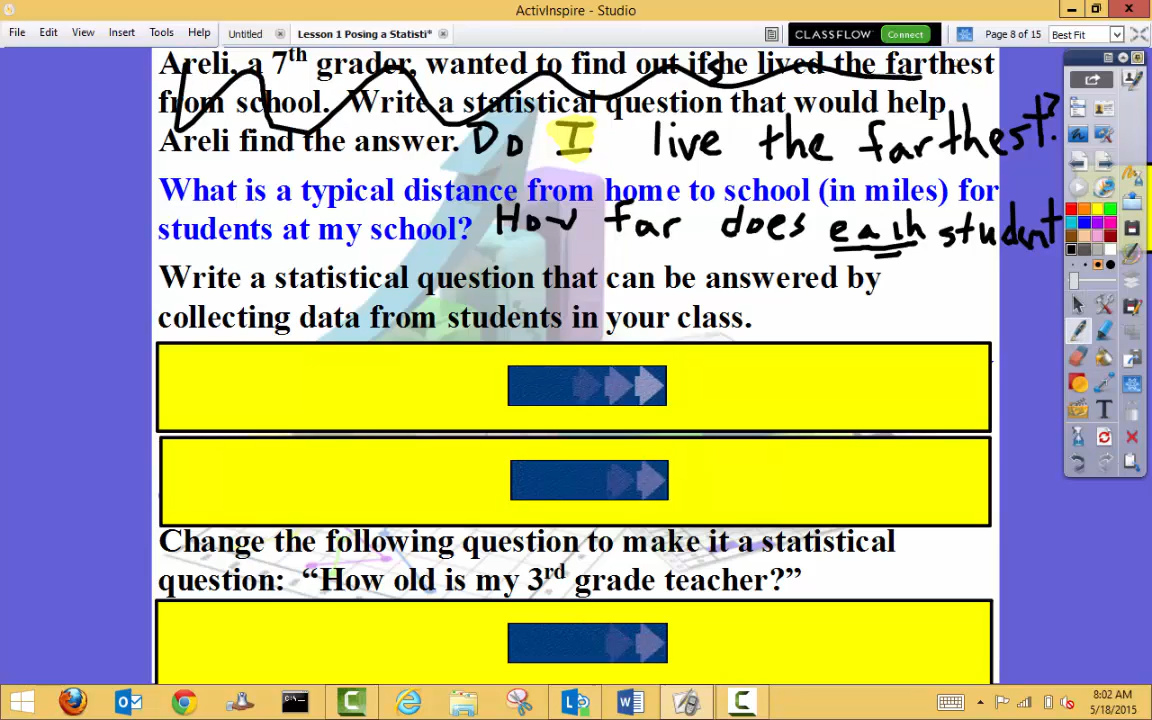 ActivInspire - Studio
File Edit View Insert Format Tools Help Untitled Lesson 1 Posing a Statisti* CLASSFLOW Connect Page 8 of 15 Best Fit
Areli, a 7th grader, wanted to find out if she lived the farthest
from school. Write a statistical question that would help
Areli find the answer. Do I live the farthest?
What is a typical distance from home to school (in miles) for
students at my school? How far does each student
Write a statistical question that can be answered by
collecting data from students in your class.
Change the following question to make it a statistical
question: “How old is my 3rd grade teacher?”
8:02 AM
5/18/2015